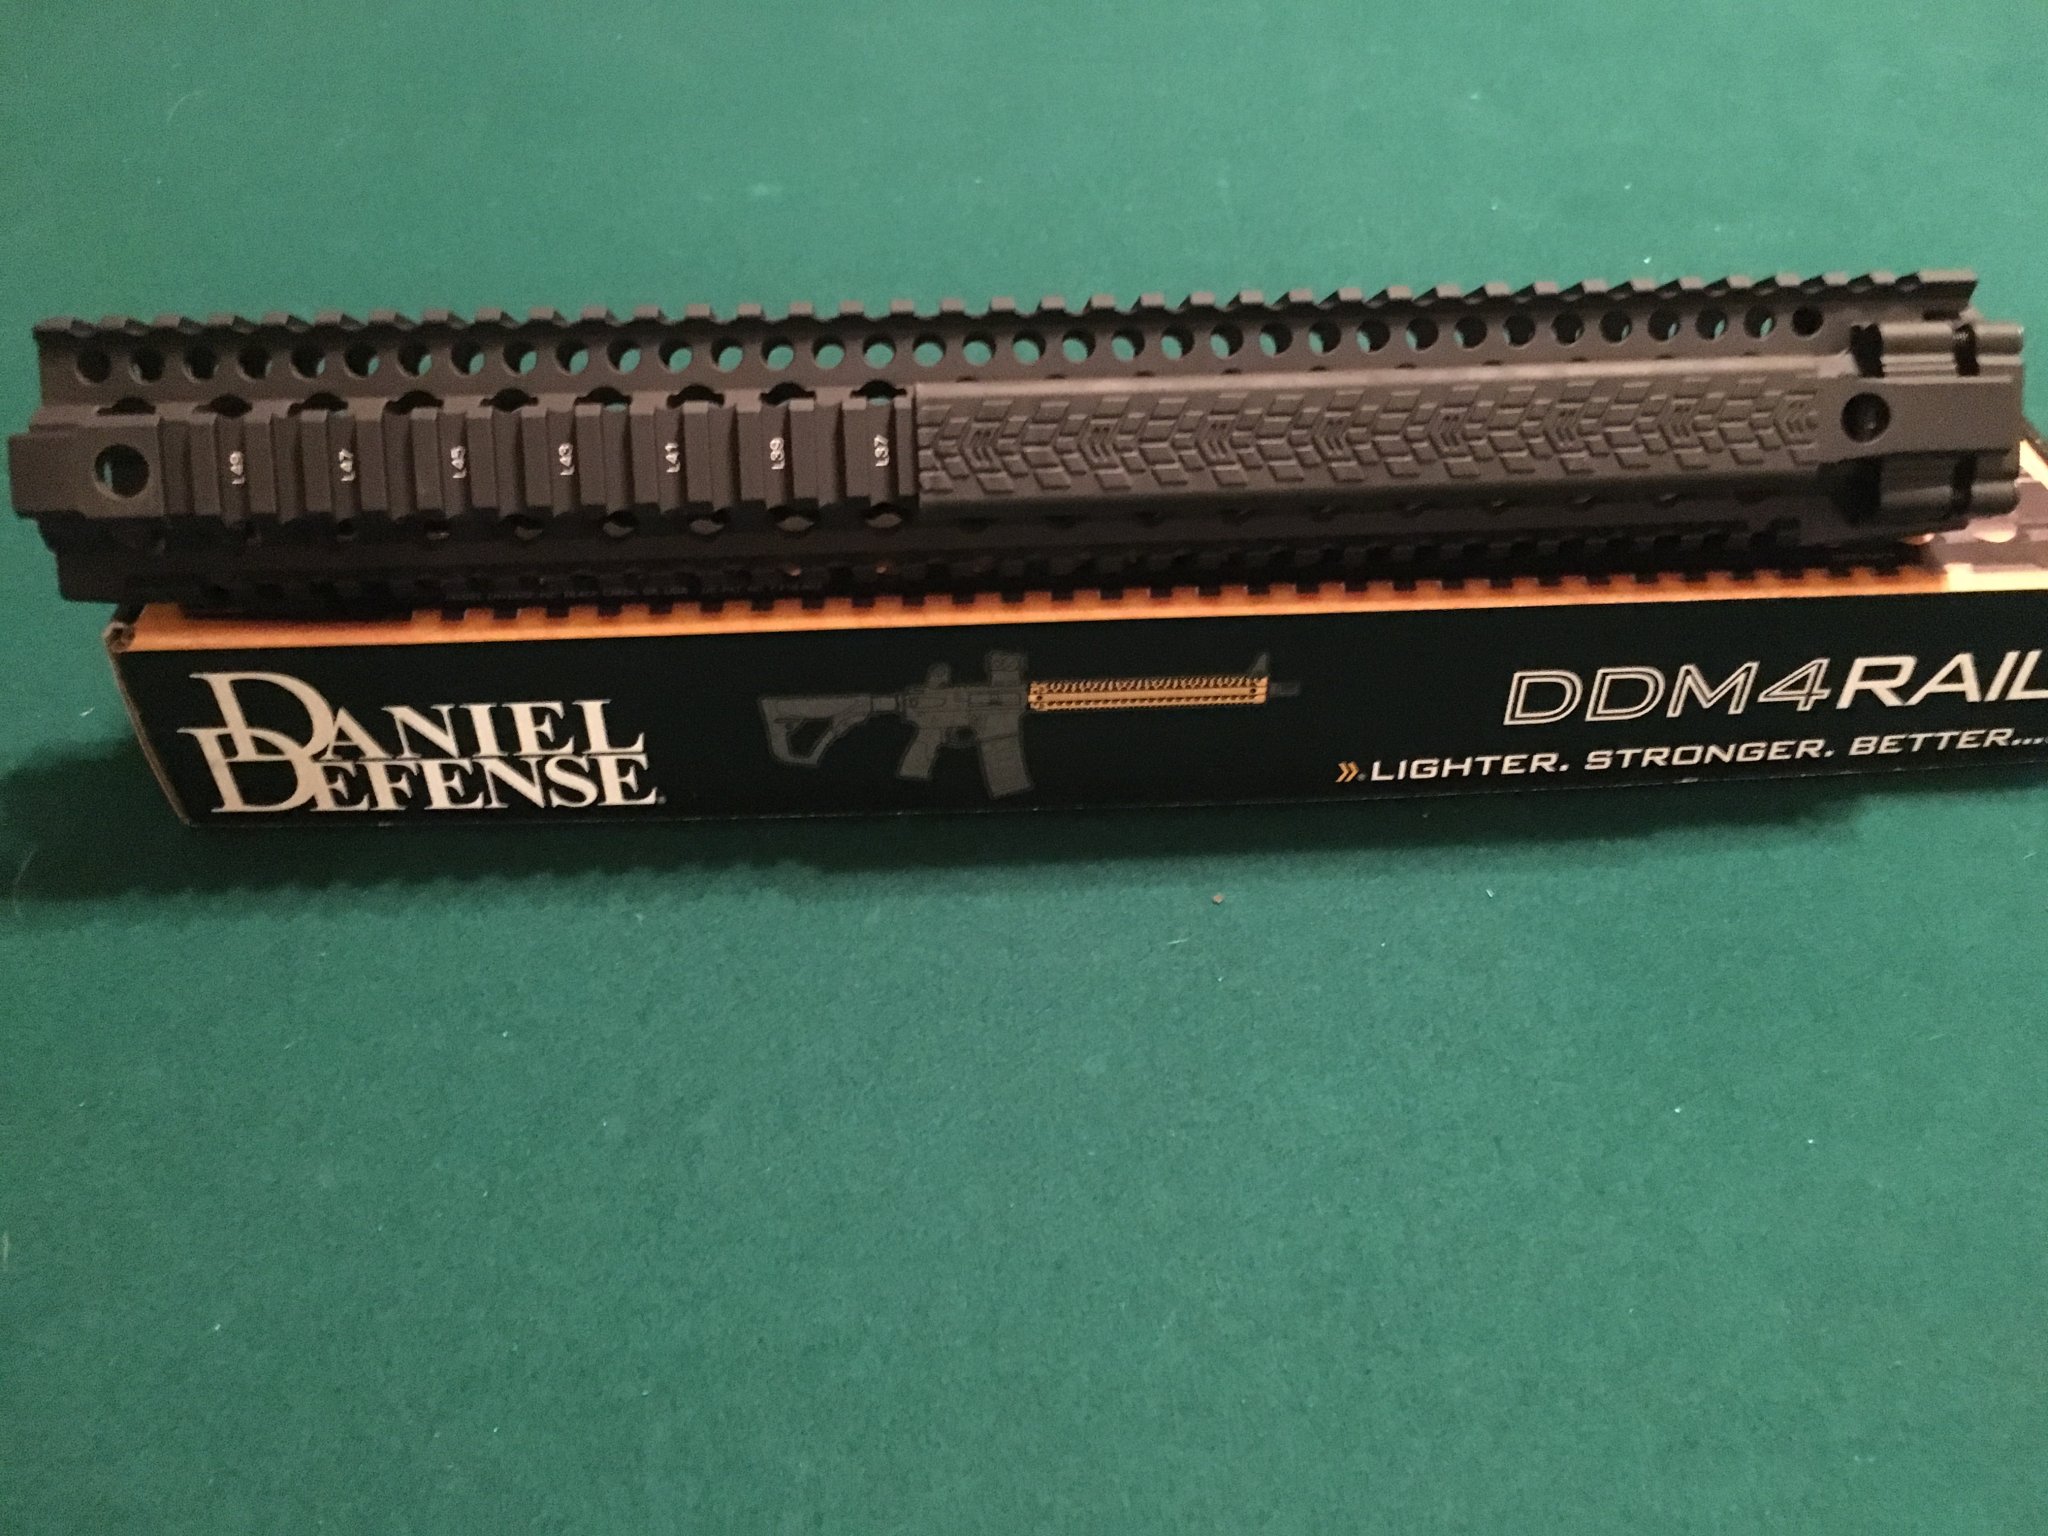 L49 L47 L45 L43 L41 L39 L37
DANIEL
DEFENSE
DDM4RAIL
LIGHTER. STRONGER. BETTER....